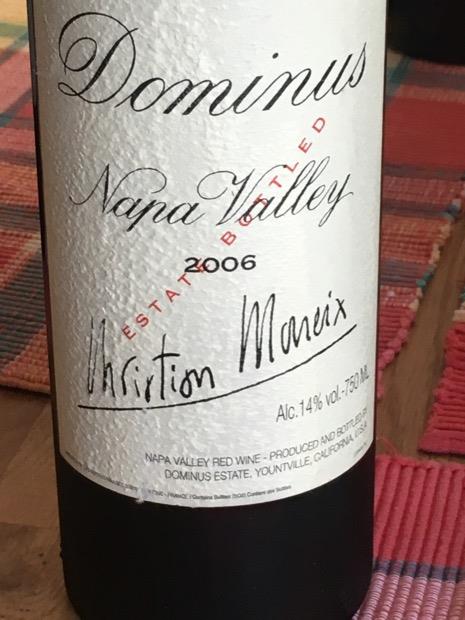 Dominus
Napa Valley
ESTATE BOTTLED
2006
Christian Moueix
Alc.14% vol.-750 ML
NAPA VALLEY RED WINE - PRODUCED AND BOTTLED BY
DOMINUS ESTATE, YOUNTVILLE, CALIFORNIA, U.S.A